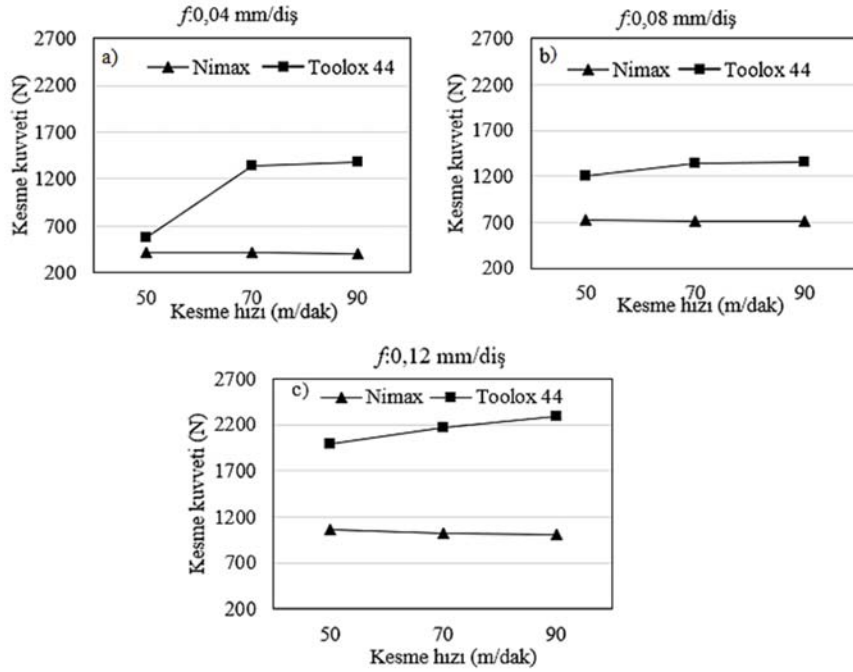 f:0,04 mm/diş
a)
Nimax Toolox 44
Kesme kuvveti (N)
2700
2200
1700
1200
700
200
50 70 90
Kesme hızı (m/dak)
f:0,08 mm/diş
b)
Nimax Toolox 44
Kesme kuvveti (N)
2700
2200
1700
1200
700
200
50 70 90
Kesme hızı (m/dak)
f:0,12 mm/diş
c)
Nimax Toolox 44
Kesme kuvveti (N)
2700
2200
1700
1200
700
200
50 70 90
Kesme hızı (m/dak)